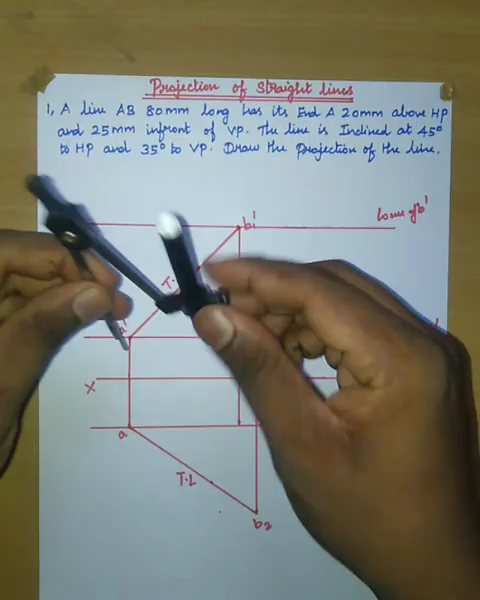 Projection of Straight lines
1, A line AB 80mm long has its End A 20mm above HP
and 25mm infront of VP. The line is Inclined at 45°
to HP and 35° to VP. Draw the Projection of the line.
b1'
locus of b'
X
a
T.L
b2